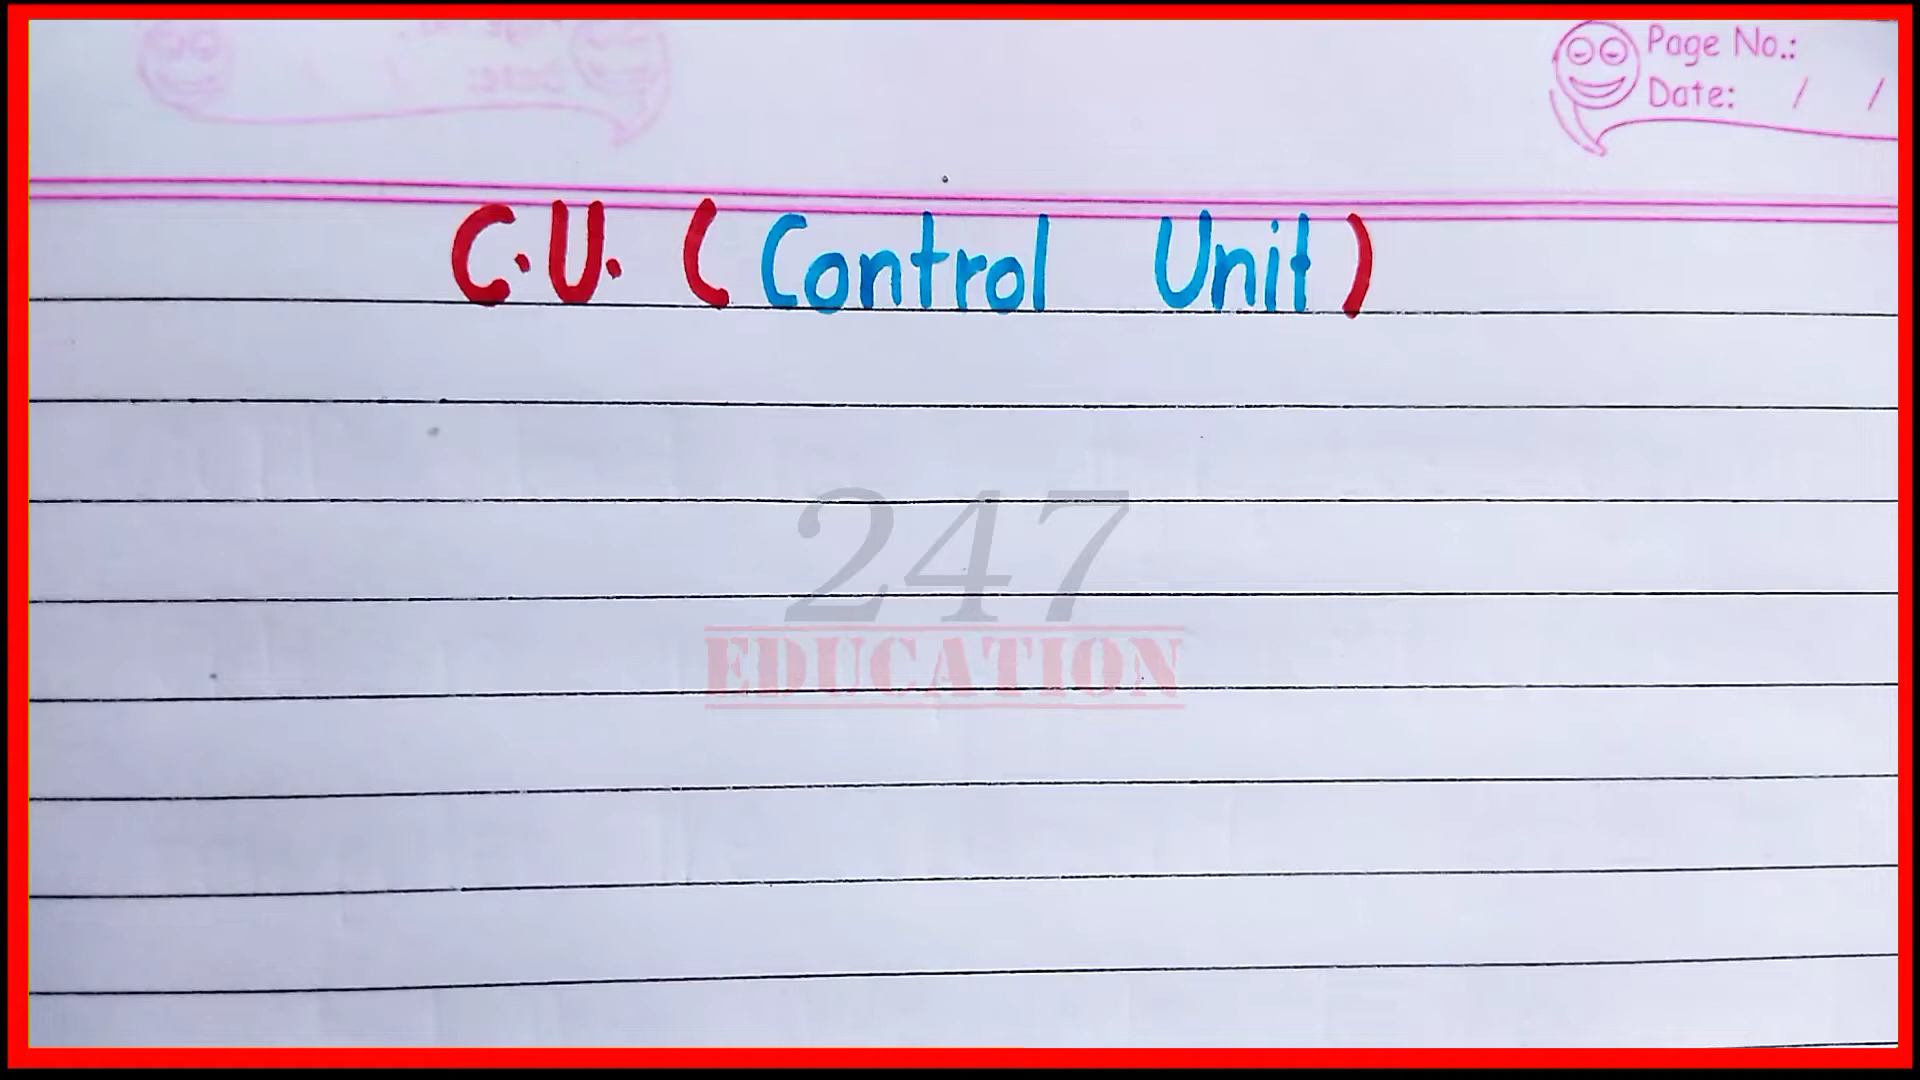 Page No.:
Date: / /
C.U. (Control Unit)
247
EDUCATION